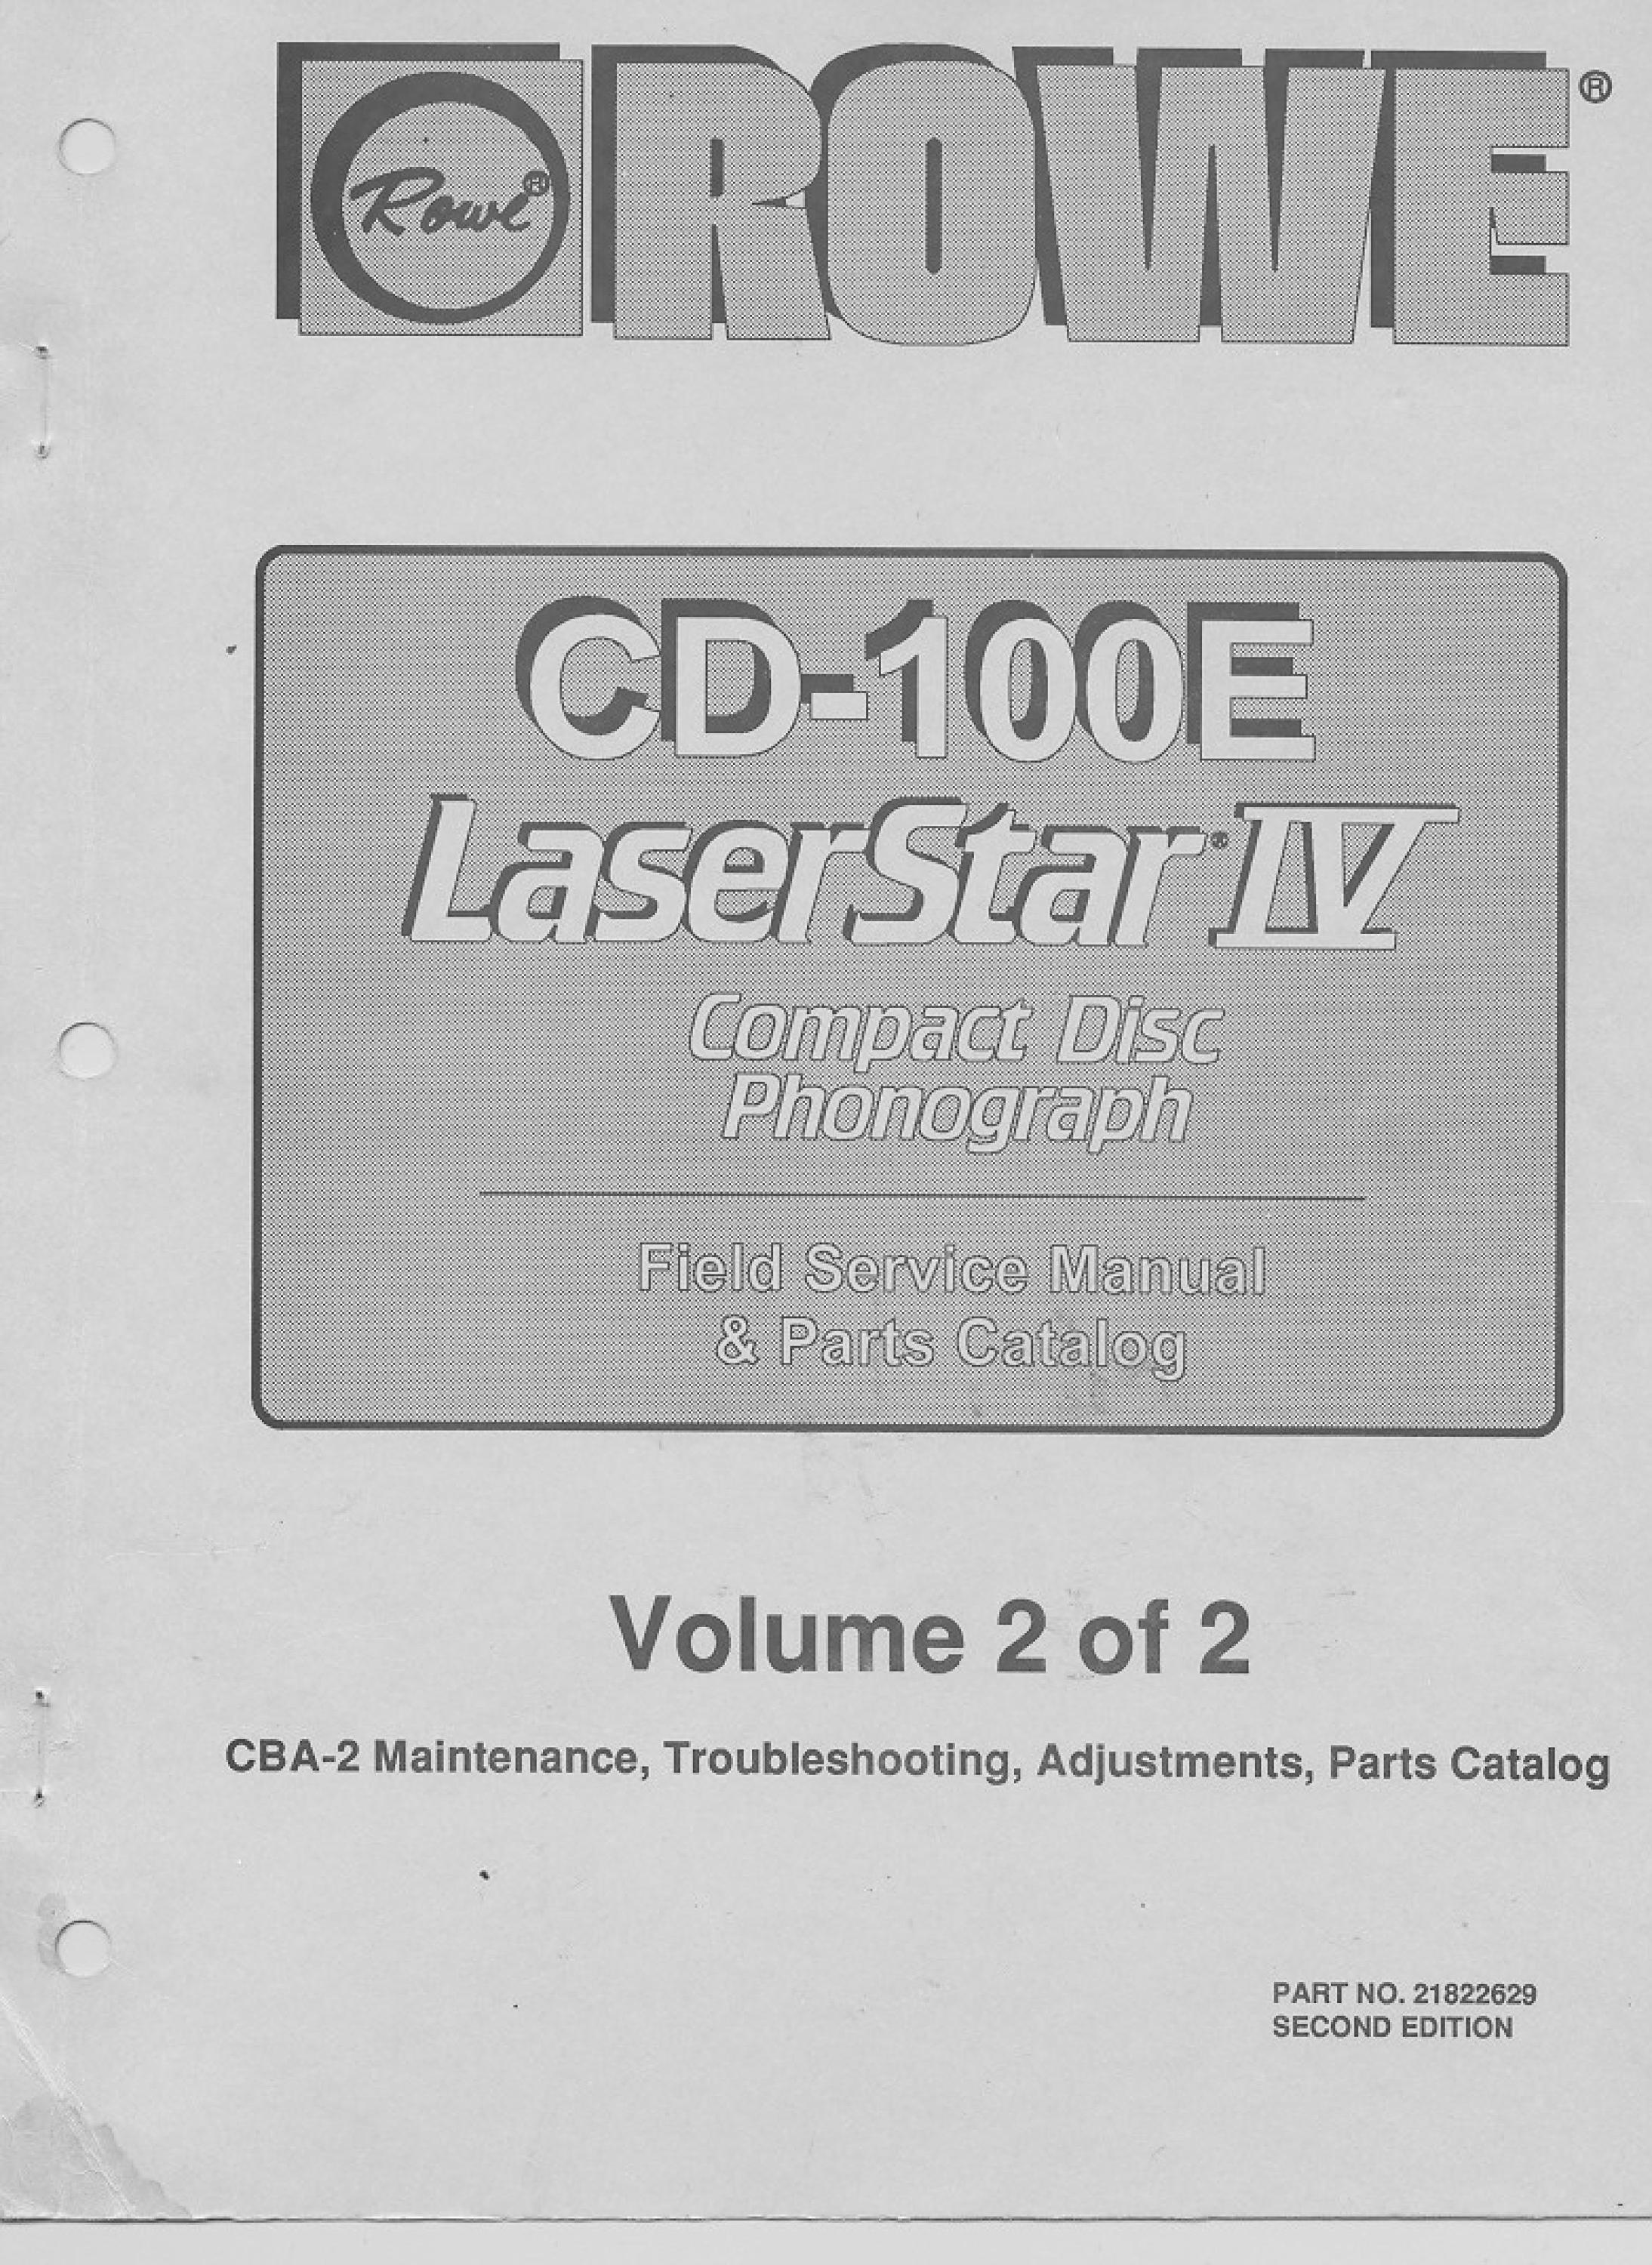 Rowe®
ROWE®
CD-100E
LaserStar® IV
Compact Disc
Phonograph
Field Service Manual
& Parts Catalog
Volume 2 of 2
CBA-2 Maintenance, Troubleshooting, Adjustments, Parts Catalog
PART NO. 21822629
SECOND EDITION